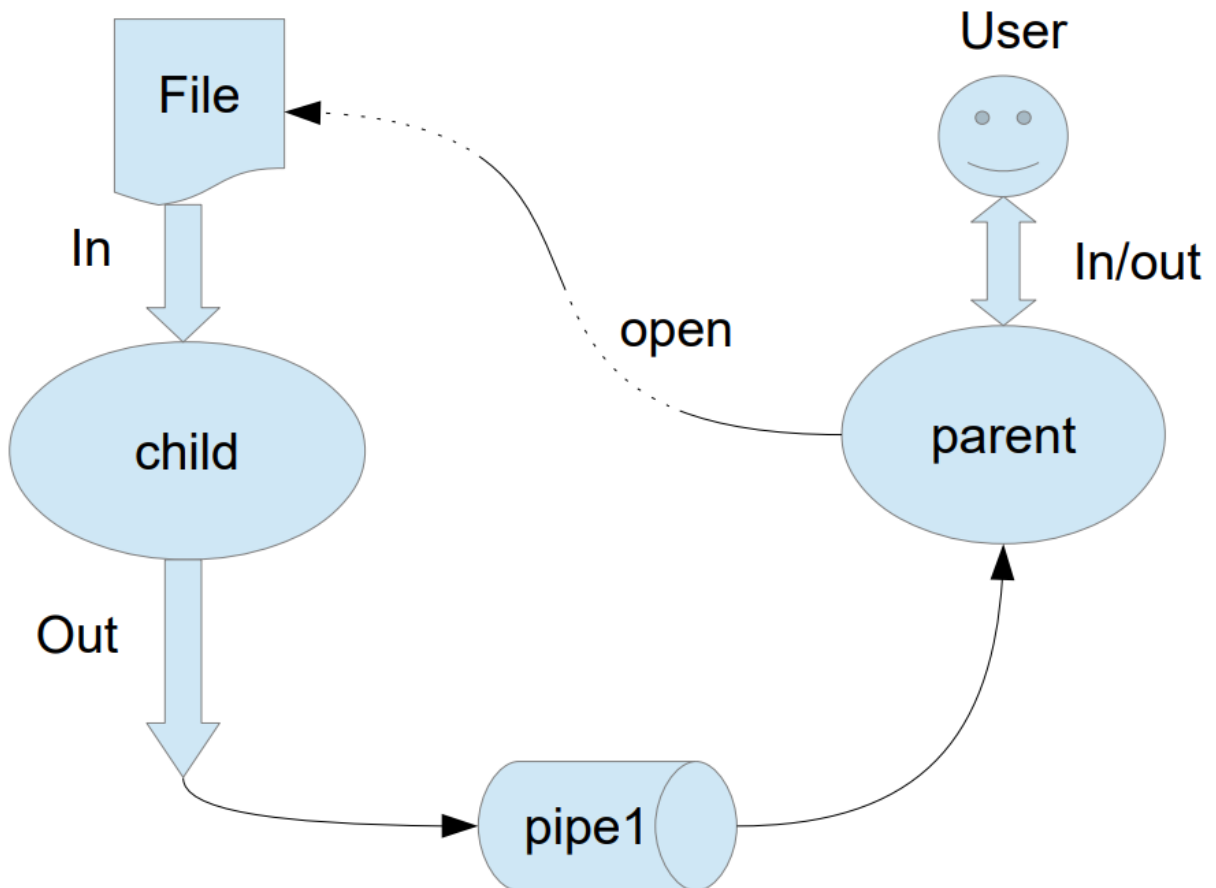 User
File
In
In/out
open
child
parent
Out
pipe1